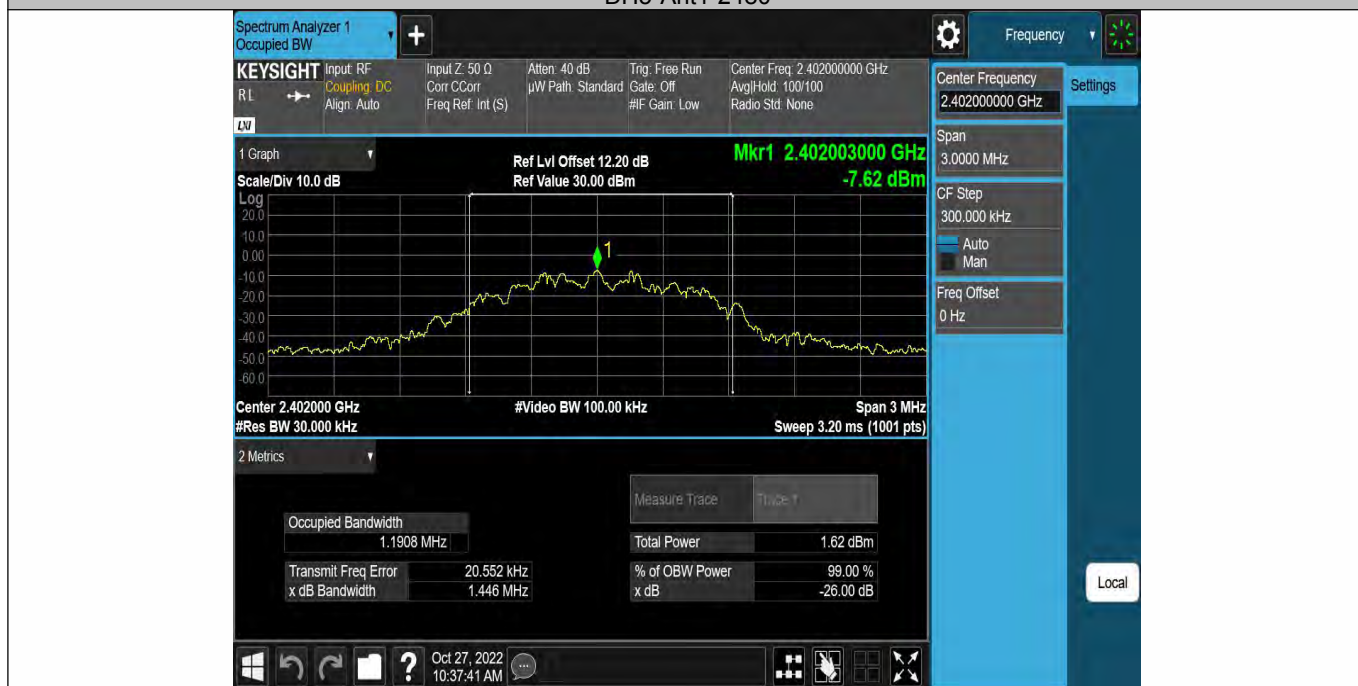 Spectrum Analyzer 1
Occupied BW
+
Frequency
KEYSIGHT
RL
LXI
Input: RF
Coupling: DC
Align: Auto
Input Z: 50 Ω
Corr CCorr
Freq Ref: Int (S)
Atten: 40 dB
µW Path: Standard
Trig: Free Run
Gate: Off
#IF Gain: Low
Center Freq: 2.402000000 GHz
Avg|Hold: 100/100
Radio Std: None
Center Frequency
2.402000000 GHz
Settings
Span
3.0000 MHz
CF Step
300.000 kHz
Auto
Man
Freq Offset
0 Hz
Local
1 Graph
Scale/Div 10.0 dB
Ref Lvl Offset 12.20 dB
Ref Value 30.00 dBm
Mkr1 2.402003000 GHz
-7.62 dBm
Log
20.0
10.0
0.00
-10.0
-20.0
-30.0
-40.0
-50.0
-60.0
1
Center 2.402000 GHz
#Res BW 30.000 kHz
#Video BW 100.00 kHz
Span 3 MHz
Sweep 3.20 ms (1001 pts)
2 Metrics
Measure Trace
Occupied Bandwidth
1.1908 MHz
Total Power 1.62 dBm
Transmit Freq Error 20.552 kHz
% of OBW Power 99.00 %
x dB Bandwidth 1.446 MHz
x dB -26.00 dB
?
Oct 27, 2022
10:37:41 AM